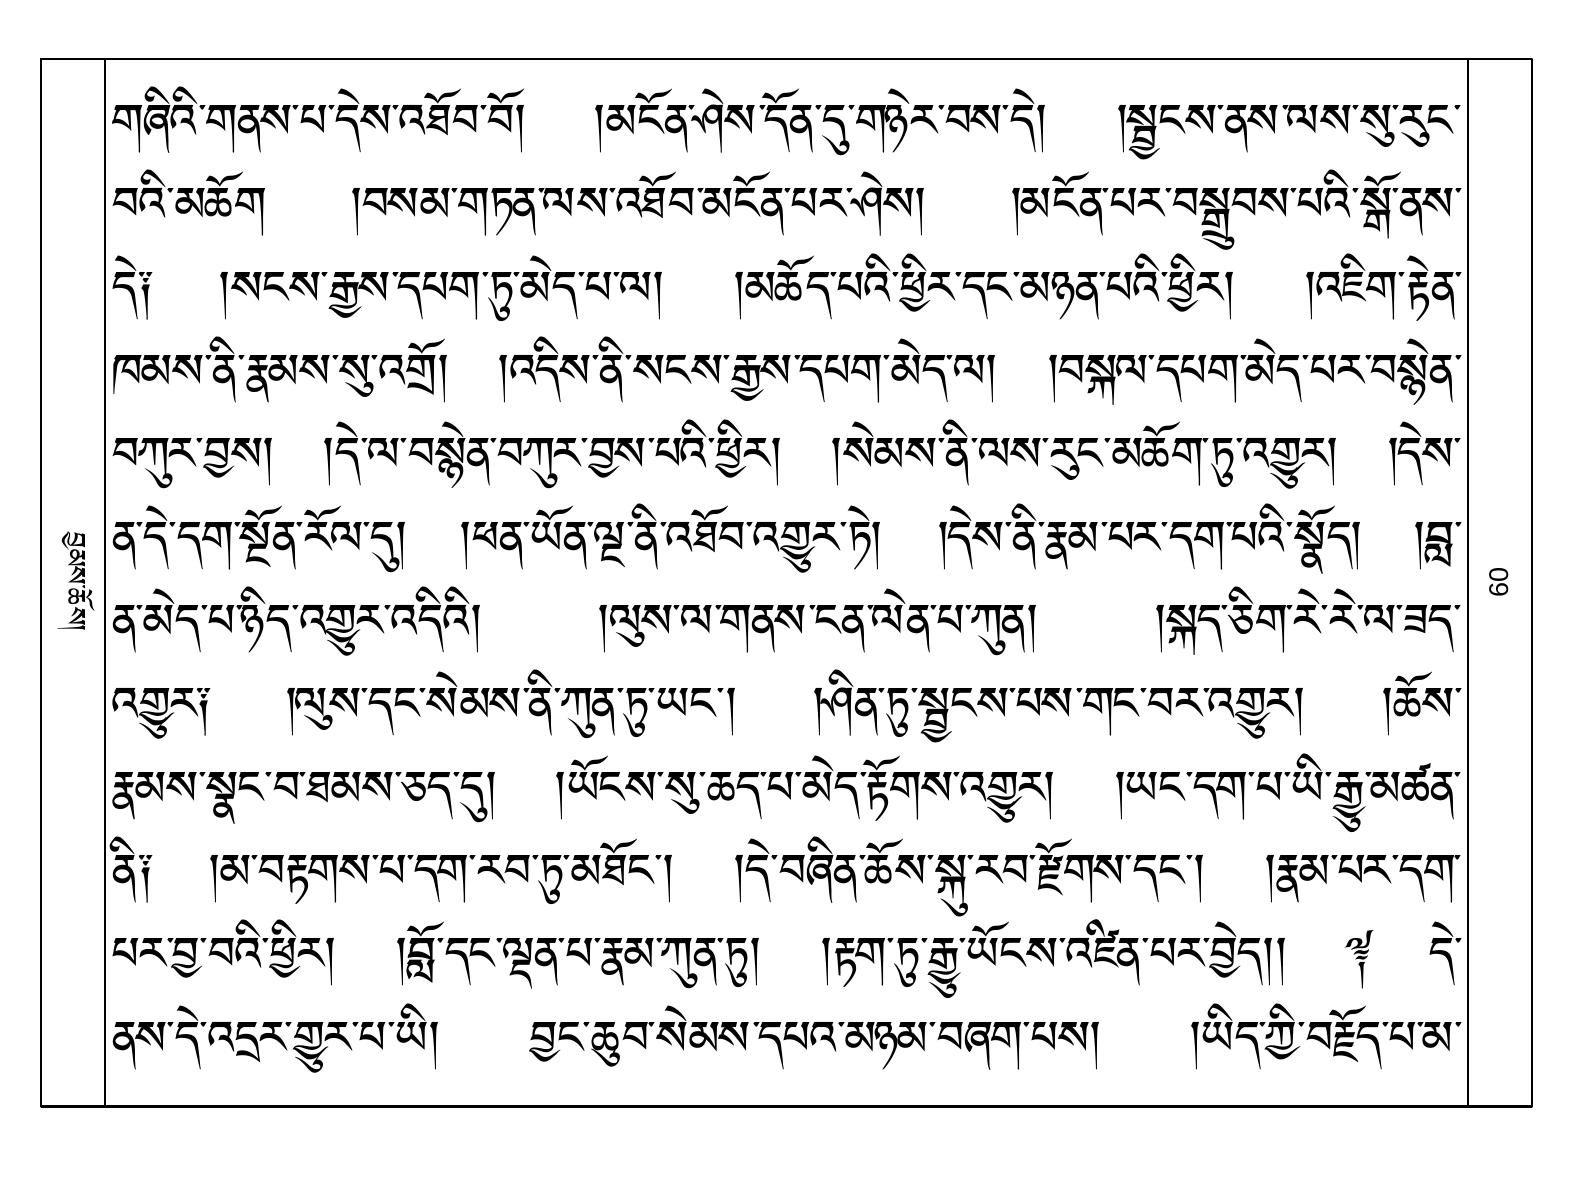 གཞིའི་གནས་པ་དེས་འཐོབ་བོ། །མངོན་ཤེས་དོན་དུ་གཉེར་བས་དེ། །སྦྱངས་ནས་ལས་སུ་རུང་
བའི་མཆོག །བསམ་གཏན་ལས་འཐོབ་མངོན་པར་ཤེས། །མངོན་པར་བསྒྲུབས་པའི་སྒོ་ནས་
དེ༔ །སངས་རྒྱས་དཔག་ཏུ་མེད་པ་ལ། །མཆོད་པའི་ཕྱིར་དང་མཉན་པའི་ཕྱིར། །འཇིག་རྟེན་
ཁམས་ནི་རྣམས་སུ་འགྲོ། །འདིས་ནི་སངས་རྒྱས་དཔག་མེད་ལ། །བསྐལ་དཔག་མེད་པར་བསྙེན་
བཀུར་བྱས། །དེ་ལ་བསྙེན་བཀུར་བྱས་པའི་ཕྱིར། །སེམས་ནི་ལས་རུང་མཆོག་ཏུ་འགྱུར། །དེས་
ན་དེ་དག་སྔོན་རོལ་དུ། །ཕན་ཡོན་ལྔ་ནི་འཐོབ་འགྱུར་ཏེ། །དེས་ནི་རྣམ་པར་དག་པའི་སྣོད། །བླ་
ན་མེད་པ་ཉིད་འགྱུར་འདིའི། །ལུས་ལ་གནས་ངན་ལེན་པ་ཀུན། །སྐད་ཅིག་རེ་རེ་ལ་ཟད་
འགྱུར༔ །ལུས་དང་སེམས་ནི་ཀུན་ཏུ་ཡང་། །ཤིན་ཏུ་སྦྱངས་པས་གང་བར་འགྱུར། །ཆོས་
རྣམས་སྣང་བ་ཐམས་ཅད་དུ། །ཡོངས་སུ་ཆད་པ་མེད་རྟོགས་འགྱུར། །ཡང་དག་པ་ཡི་རྒྱུ་མཚན་
ནི༔ །མ་བརྟགས་པ་དག་རབ་ཏུ་མཐོང་། །དེ་བཞིན་ཆོས་སྐུ་རབ་རྫོགས་དང་། །རྣམ་པར་དག་
པར་བྱ་བའི་ཕྱིར། །བློ་དང་ལྡན་པ་རྣམ་ཀུན་ཏུ། །རྟག་ཏུ་རྒྱུ་ཡོངས་འཛིན་པར་བྱེད།། ༈ དེ་
ནས་དེ་འདྲར་གྱུར་པ་ཡི། བྱང་ཆུབ་སེམས་དཔའ་མཉམ་བཞག་པས། །ཡིད་ཀྱི་བརྗོད་པ་མ་
བྱམས་ཆོས།
60